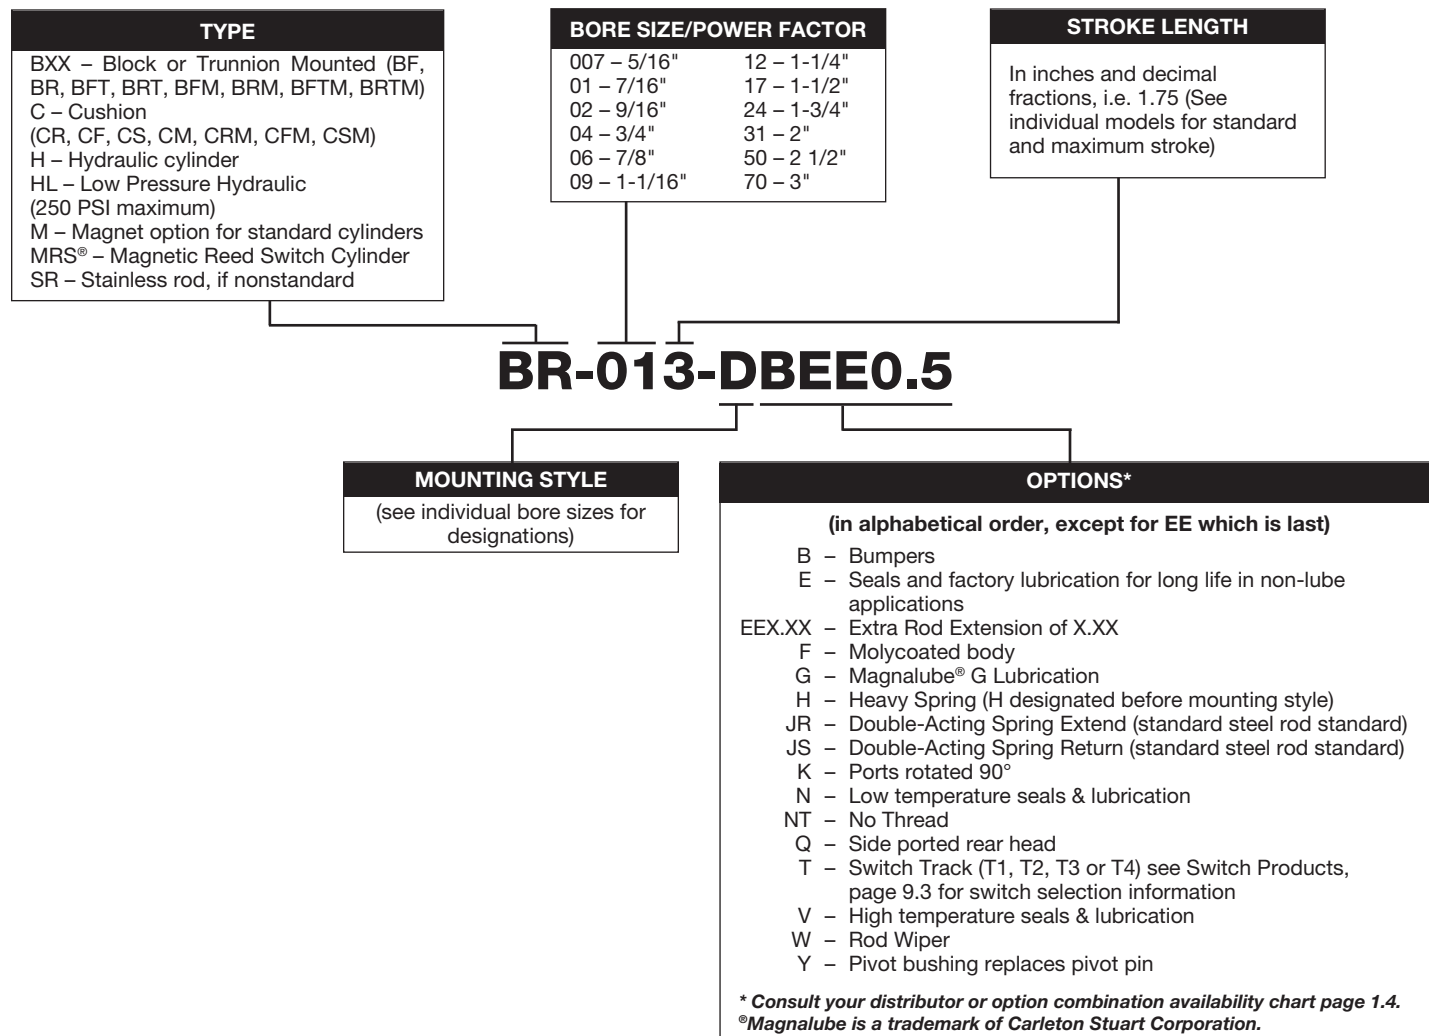 TYPE
BXX – Block or Trunnion Mounted (BF,
BR, BFT, BRT, BFM, BRM, BFTM, BRTM)
C – Cushion
(CR, CF, CS, CM, CRM, CFM, CSM)
H – Hydraulic cylinder
HL – Low Pressure Hydraulic
(250 PSI maximum)
M – Magnet option for standard cylinders
MRS® – Magnetic Reed Switch Cylinder
SR – Stainless rod, if nonstandard
BORE SIZE/POWER FACTOR
007 – 5/16" 12 – 1-1/4"
01 – 7/16" 17 – 1-1/2"
02 – 9/16" 24 – 1-3/4"
04 – 3/4" 31 – 2"
06 – 7/8" 50 – 2 1/2"
09 – 1-1/16" 70 – 3"
STROKE LENGTH
In inches and decimal
fractions, i.e. 1.75 (See
individual models for standard
and maximum stroke)
BR-013-DBEE0.5
MOUNTING STYLE
(see individual bore sizes for
designations)
OPTIONS*
(in alphabetical order, except for EE which is last)
B – Bumpers
E – Seals and factory lubrication for long life in non-lube
applications
EEX.XX – Extra Rod Extension of X.XX
F – Molycoated body
G – Magnalube® G Lubrication
H – Heavy Spring (H designated before mounting style)
JR – Double-Acting Spring Extend (standard steel rod standard)
JS – Double-Acting Spring Return (standard steel rod standard)
K – Ports rotated 90°
N – Low temperature seals & lubrication
NT – No Thread
Q – Side ported rear head
T – Switch Track (T1, T2, T3 or T4) see Switch Products,
page 9.3 for switch selection information
V – High temperature seals & lubrication
W – Rod Wiper
Y – Pivot bushing replaces pivot pin
* Consult your distributor or option combination availability chart page 1.4.
®Magnalube is a trademark of Carleton Stuart Corporation.